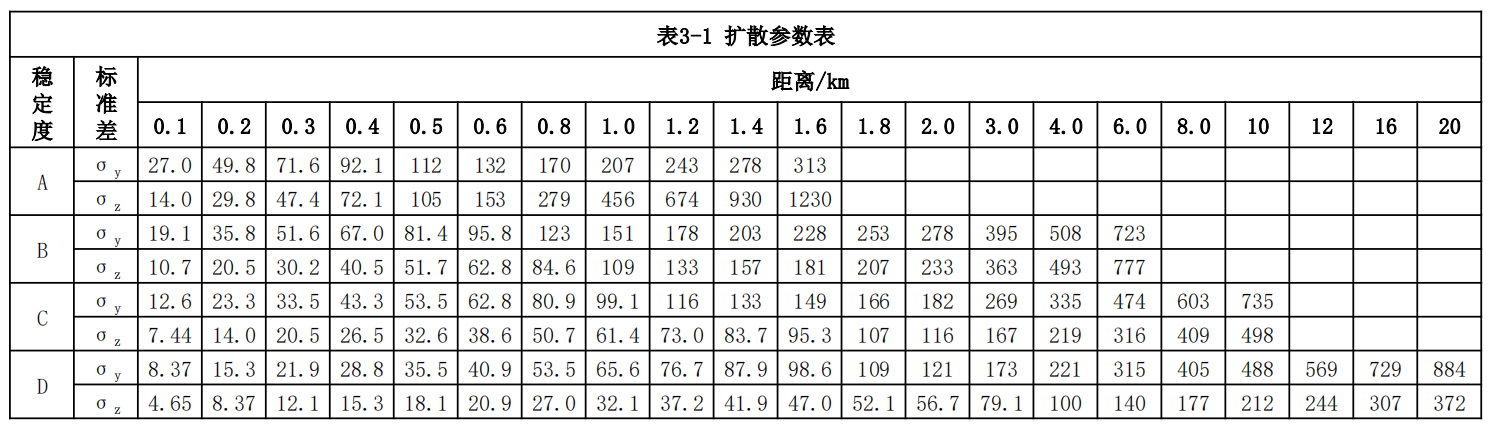 表3-1 扩散参数表
稳定度 标准差 距离/km
0.1 0.2 0.3 0.4 0.5 0.6 0.8 1.0 1.2 1.4 1.6 1.8 2.0 3.0 4.0 6.0 8.0 10 12 16 20
A σy 27.0 49.8 71.6 92.1 112 132 170 207 243 278 313
σz 14.0 29.8 47.4 72.1 105 153 279 456 674 930 1230
B σy 19.1 35.8 51.6 67.0 81.4 95.8 123 151 178 203 228 253 278 395 508 723
σz 10.7 20.5 30.2 40.5 51.7 62.8 84.6 109 133 157 181 207 233 363 493 777
C σy 12.6 23.3 33.5 43.3 53.5 62.8 80.9 99.1 116 133 149 166 182 269 335 474 603 735
σz 7.44 14.0 20.5 26.5 32.6 38.6 50.7 61.4 73.0 83.7 95.3 107 116 167 219 316 409 498
D σy 8.37 15.3 21.9 28.8 35.5 40.9 53.5 65.6 76.7 87.9 98.6 109 121 173 221 315 405 488 569 729 884
σz 4.65 8.37 12.1 15.3 18.1 20.9 27.0 32.1 37.2 41.9 47.0 52.1 56.7 79.1 100 140 177 212 244 307 372